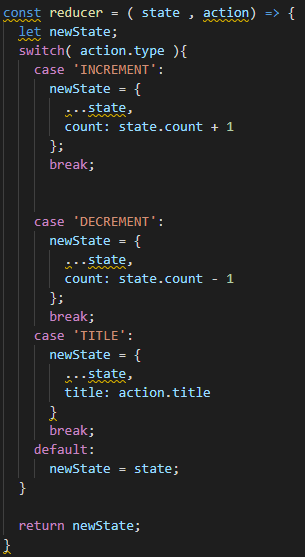 const reducer = ( state , action) => {
  let newState;
  switch( action.type ){
    case 'INCREMENT':
      newState = {
        ...state,
        count: state.count + 1
      };
      break;
    case 'DECREMENT':
      newState = {
        ...state,
        count: state.count - 1
      };
      break;
    case 'TITLE':
      newState = {
        ...state,
        title: action.title
      }
      break;
    default:
      newState = state;
  }
  return newState;
}